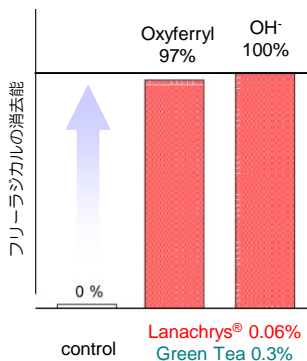 Oxyferryl
97%
OH-
100%
フリーラジカルの消去能
0 %
control
Lanachrys® 0.06%
Green Tea 0.3%